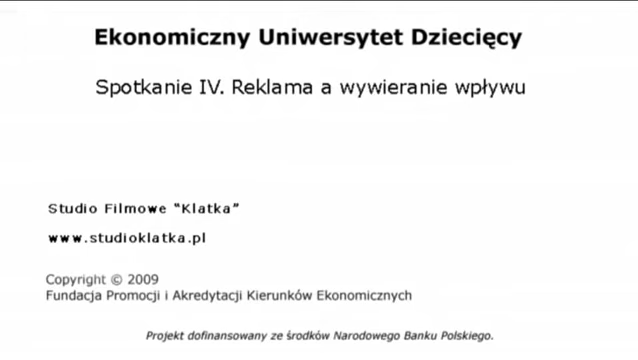 Ekonomiczny Uniwersytet Dziecięcy
Spotkanie IV. Reklama a wywieranie wpływu
Studio Filmowe “Klatka”
www.studioklatka.pl
Copyright © 2009
Fundacja Promocji i Akredytacji Kierunków Ekonomicznych
Projekt dofinansowany ze środków Narodowego Banku Polskiego.